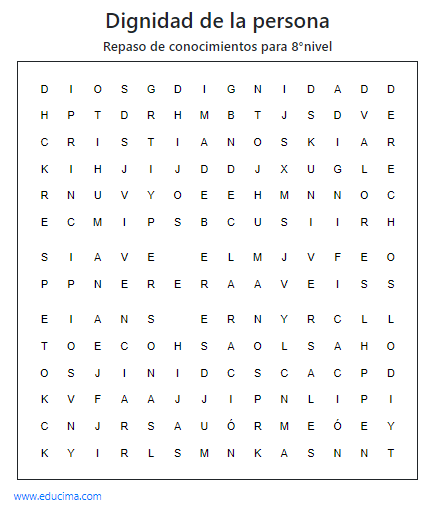 Dignidad de la persona
Repaso de conocimientos para 8°nivel
D I O S G D I G N I D A D D
H P T D R H M B T J S D V E
C R I S T I A N O S K I A R
K I H J I J D D J X U G L E
R N U V Y O E E H M N N O C
E C M I P S B C U S I I R H
S I A V E E L M J V F E O
P P N E R E R A A V E I S S
E I A N S E R N Y R C L L
T O E C O H S A O L S A H O
O S J I N I D C S C A C P D
K V F A A J J I P N L I P I
C N J R S A U Ó R M E Ó E Y
K Y I R L S M N K A S N N T
www.educima.com